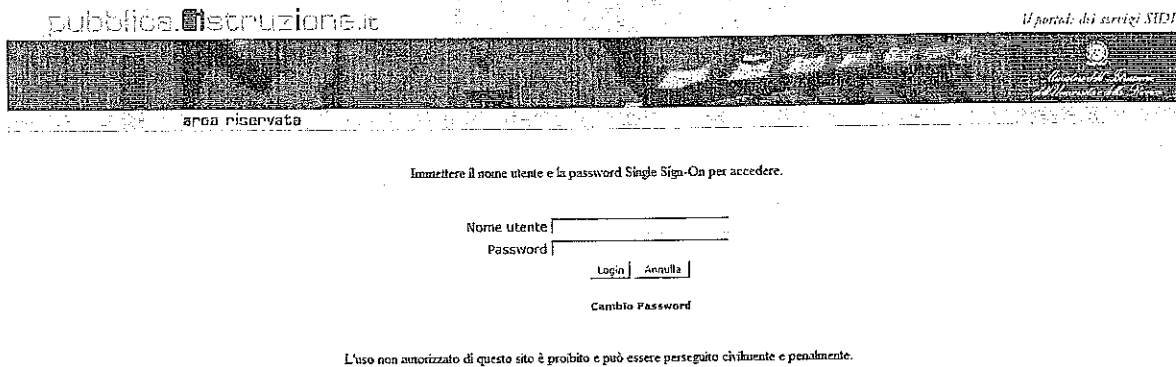 pubblica.istruzione.it
Il portale dei servizi SIDI
area riservata
Immettere il nome utente e la password Single Sign-On per accedere.
Nome utente
Password
Login Annulla
Cambio Password
L'uso non autorizzato di questo sito è proibito e può essere perseguito civilmente e penalmente.